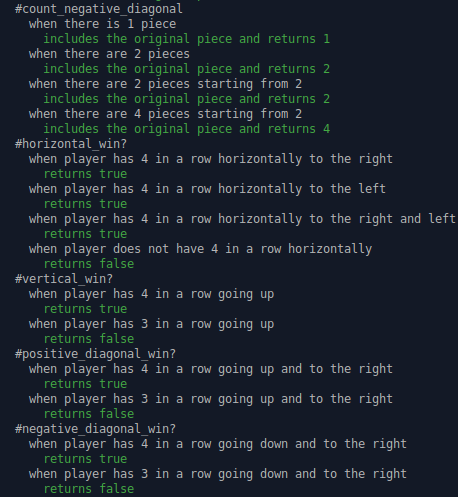 #count_negative_diagonal
when there is 1 piece
includes the original piece and returns 1
when there are 2 pieces
includes the original piece and returns 2
when there are 2 pieces starting from 2
includes the original piece and returns 2
when there are 4 pieces starting from 2
includes the original piece and returns 4
#horizontal_win?
when player has 4 in a row horizontally to the right
returns true
when player has 4 in a row horizontally to the left
returns true
when player has 4 in a row horizontally to the right and left
returns true
when player does not have 4 in a row horizontally
returns false
#vertical_win?
when player has 4 in a row going up
returns true
when player has 3 in a row going up
returns false
#positive_diagonal_win?
when player has 4 in a row going up and to the right
returns true
when player has 3 in a row going up and to the right
returns false
#negative_diagonal_win?
when player has 4 in a row going down and to the right
returns true
when player has 3 in a row going down and to the right
returns false